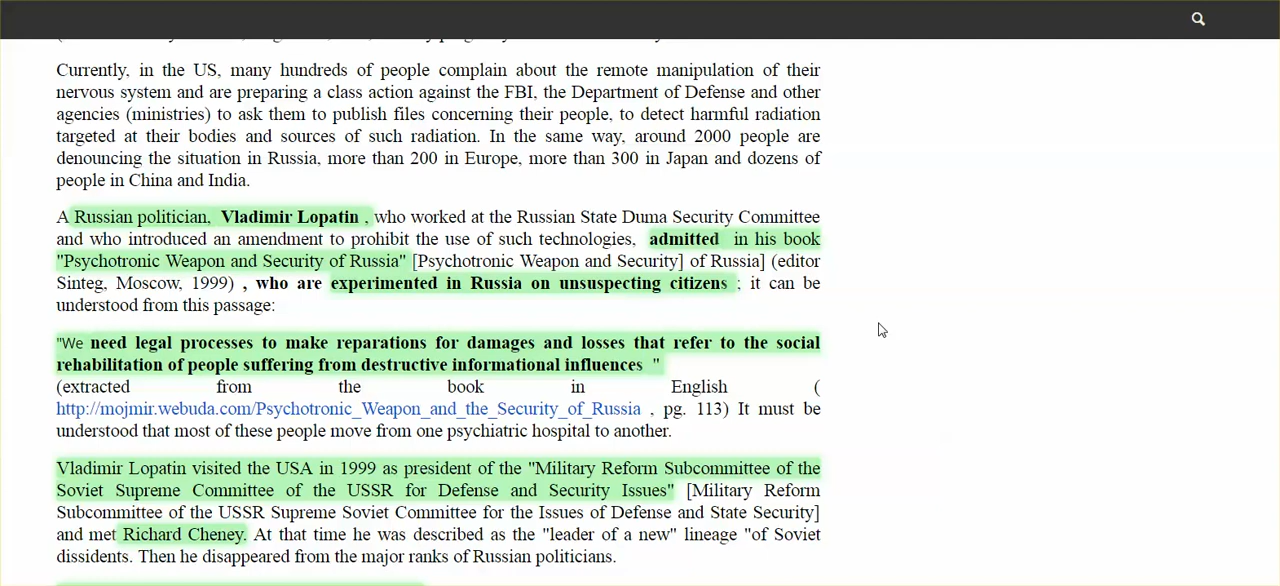 Currently, in the US, many hundreds of people complain about the remote manipulation of their
nervous system and are preparing a class action against the FBI, the Department of Defense and other
agencies (ministries) to ask them to publish files concerning their people, to detect harmful radiation
targeted at their bodies and sources of such radiation. In the same way, around 2000 people are
denouncing the situation in Russia, more than 200 in Europe, more than 300 in Japan and dozens of
people in China and India.
A Russian politician, Vladimir Lopatin , who worked at the Russian State Duma Security Committee
and who introduced an amendment to prohibit the use of such technologies, admitted in his book
"Psychotronic Weapon and Security of Russia" [Psychotronic Weapon and Security] of Russia] (editor
Sinteg, Moscow, 1999) , who are experimented in Russia on unsuspecting citizens ; it can be
understood from this passage:
"We need legal processes to make reparations for damages and losses that refer to the social
rehabilitation of people suffering from destructive informational influences "
(extracted from the book in English (
http://mojmir.webuda.com/Psychotronic_Weapon_and_the_Security_of_Russia , pg. 113) It must be
understood that most of these people move from one psychiatric hospital to another.
Vladimir Lopatin visited the USA in 1999 as president of the "Military Reform Subcommittee of the
Soviet Supreme Committee of the USSR for Defense and Security Issues" [Military Reform
Subcommittee of the USSR Supreme Soviet Committee for the Issues of Defense and State Security]
and met Richard Cheney. At that time he was described as the "leader of a new" lineage "of Soviet
dissidents. Then he disappeared from the major ranks of Russian politicians.